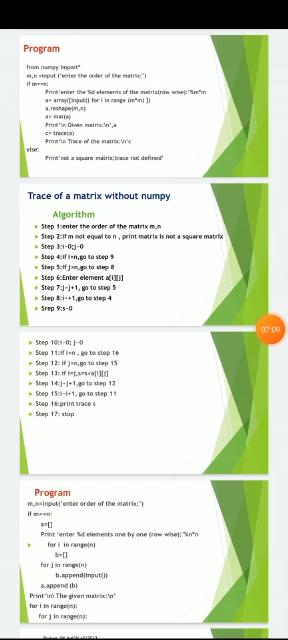 Program
from numpy import*
m,n =input ('enter the order of the matrix:')
if m==n:
Print'enter the %d elements of the matrix(row wise):'%m*m
a= array([input() for i in range (m*m) ])
a.reshape(m,n)
a= mat(a)
Print'\n Given matrix:\n',a
c= trace(a)
Print'\n Trace of the matrix:\n'c
else:
Print'not a square matrix;trace not defined'
Trace of a matrix without numpy
Algorithm
Step 1:enter the order of matrix m,n
Step 2:if m not equal to n , print matrix is not a square matrix
Step 3:i=0;j=0
Step 4:if i>n,go to step 9
Step 5:if j>n,go to step 8
Step 6:Enter element a[i][j]
Step 7:j=j+1, go to step 5
Step 8:i=i+1,go to step 4
Step 9:s=0
07:09
Step 10:i=0; j=0
Step 11:if i>n , go to step 16
Step 12: if j>n,go to step 15
Step 13: if i=j,s=s+a[i][j]
Step 14:j=j+1,go to step 12
Step 15:i=i+1, go to step 11
Step 16:print trace s
Step 17: stop
Program
m,n=input('enter order of the matrix:')
if m==n:
a=[]
Print 'enter %d elements one by one (row wise):'%n*n
for i in range(n)
b=[]
for j in range(n)
b.append(input())
a.append (b)
Print'\n\ The given matrix:\n'
for i in range(n):
for j in range(n):